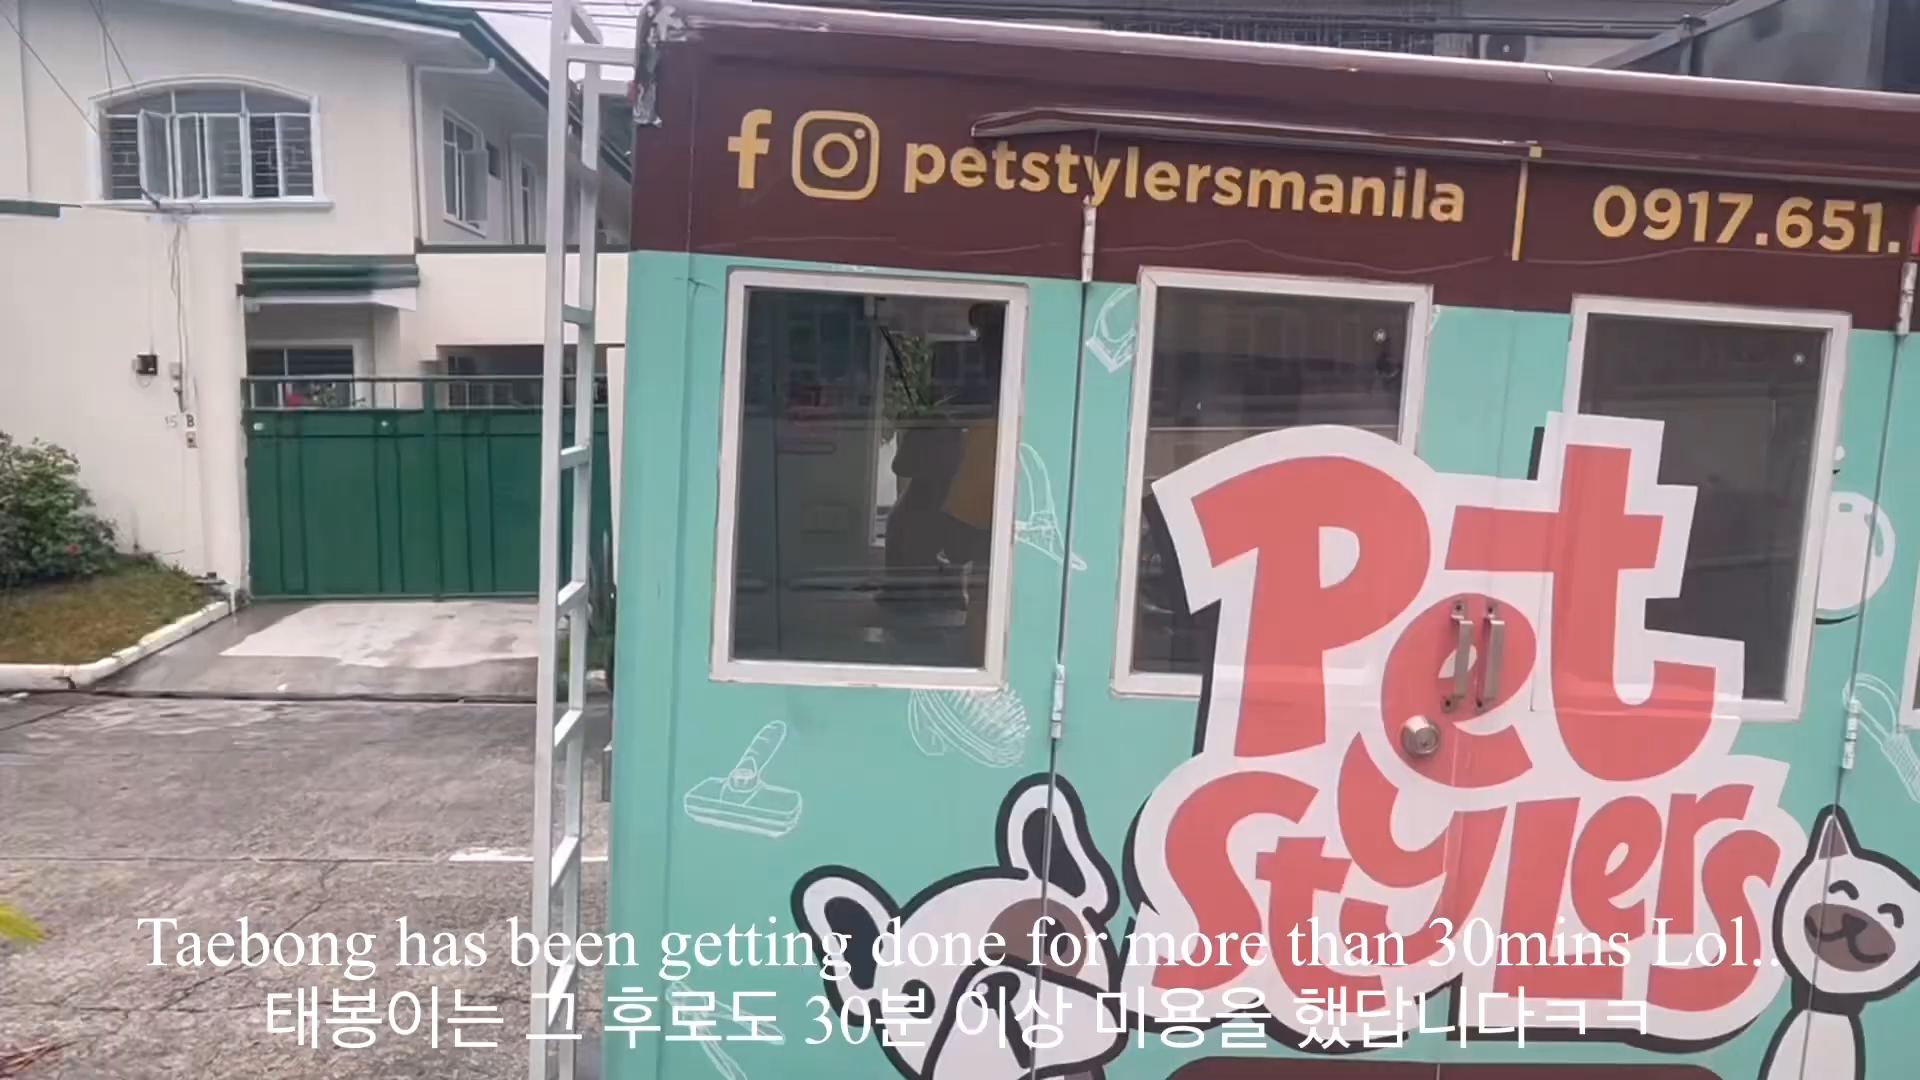 petstylersmanila | 0917.651.
15 B
Pet
Stylers
Taebong has been getting done for more than 30mins Lol..
태봉이는 그 후로도 30분 이상 미용을 했답니다ㅋㅋ